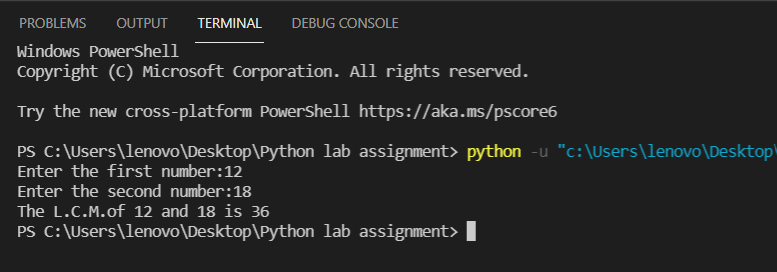 PROBLEMS OUTPUT TERMINAL DEBUG CONSOLE
Windows PowerShell
Copyright (C) Microsoft Corporation. All rights reserved.
Try the new cross-platform PowerShell https://aka.ms/pscore6
PS C:\Users\lenovo\Desktop\Python lab assignment> python -u "c:\Users\lenovo\Desktop\
Enter the first number:12
Enter the second number:18
The L.C.M.of 12 and 18 is 36
PS C:\Users\lenovo\Desktop\Python lab assignment>